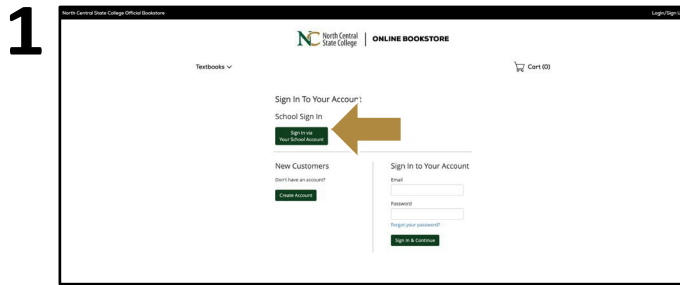 1
North Central State College Official Bookstore
Login/Sign U
NC North Central
State College
ONLINE BOOKSTORE
Textbooks
Cart (0)
Sign In To Your Account
School Sign In
Sign In via
Your School Account
New Customers
Don't have an account?
Create Account
Sign In to Your Account
Email
Password
Forgot your password?
Sign In & Continue